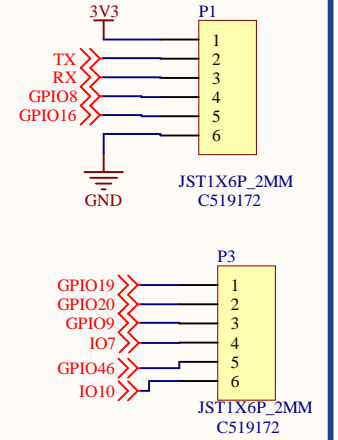 3V3
P1
1
TX
2
RX
3
GPIO8
4
GPIO16
5
6
GND
JST1X6P_2MM
C519172
P3
GPIO19
1
GPIO20
2
GPIO9
3
IO7
4
GPIO46
5
IO10
6
JST1X6P_2MM
C519172